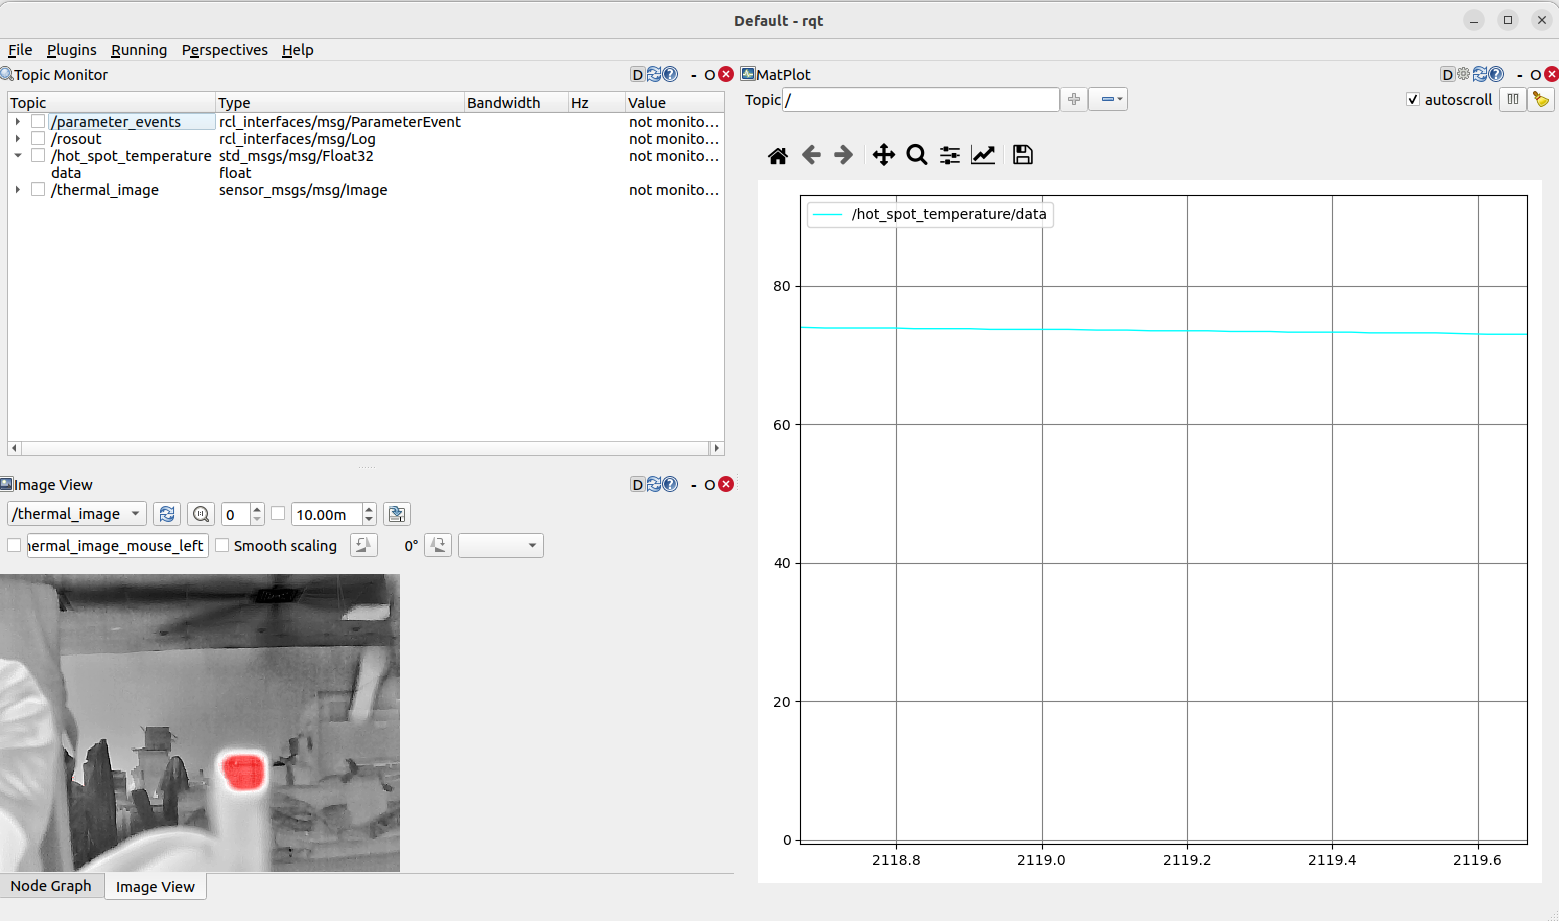 Default - rqt
File Plugins Running Perspectives Help
Topic Monitor
D
- O
Topic Type Bandwidth Hz Value
/parameter_events rcl_interfaces/msg/ParameterEvent not monito...
/rosout rcl_interfaces/msg/Log not monito...
/hot_spot_temperature std_msgs/msg/Float32 not monito...
data float
/thermal_image sensor_msgs/msg/Image not monito...
Image View
D
- O
/thermal_image 0 10.00m
ermal_image_mouse_left Smooth scaling 0°
Node Graph Image View
MatPlot
D
- O
Topic / autoscroll
/hot_spot_temperature/data
80
60
40
20
0
2118.8 2119.0 2119.2 2119.4 2119.6